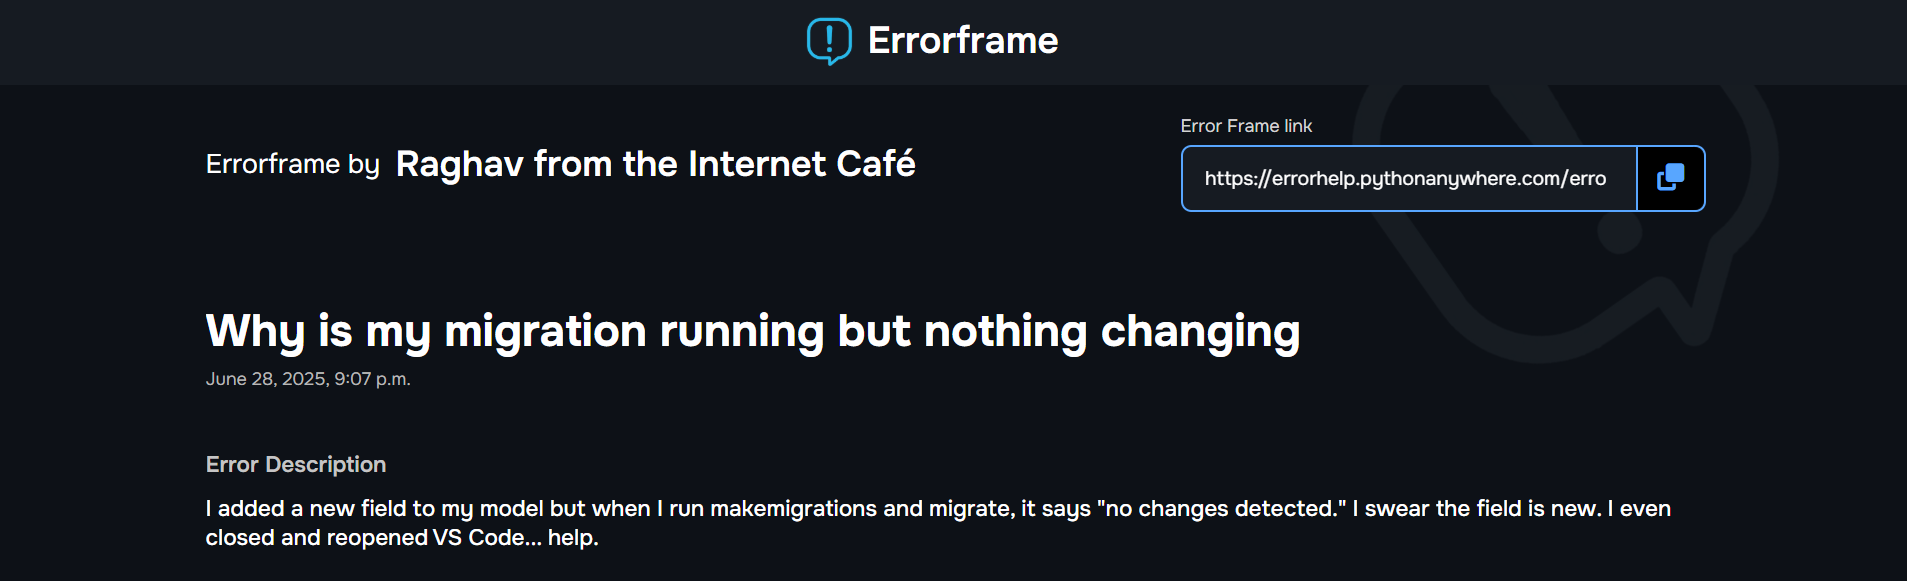 Errorframe
Error Frame link
Errorframe by Raghav from the Internet Café
https://errorhelp.pythonanywhere.com/erro
Why is my migration running but nothing changing
June 28, 2025, 9:07 p.m.
Error Description
I added a new field to my model but when I run makemigrations and migrate, it says "no changes detected." I swear the field is new. I even
closed and reopened VS Code... help.